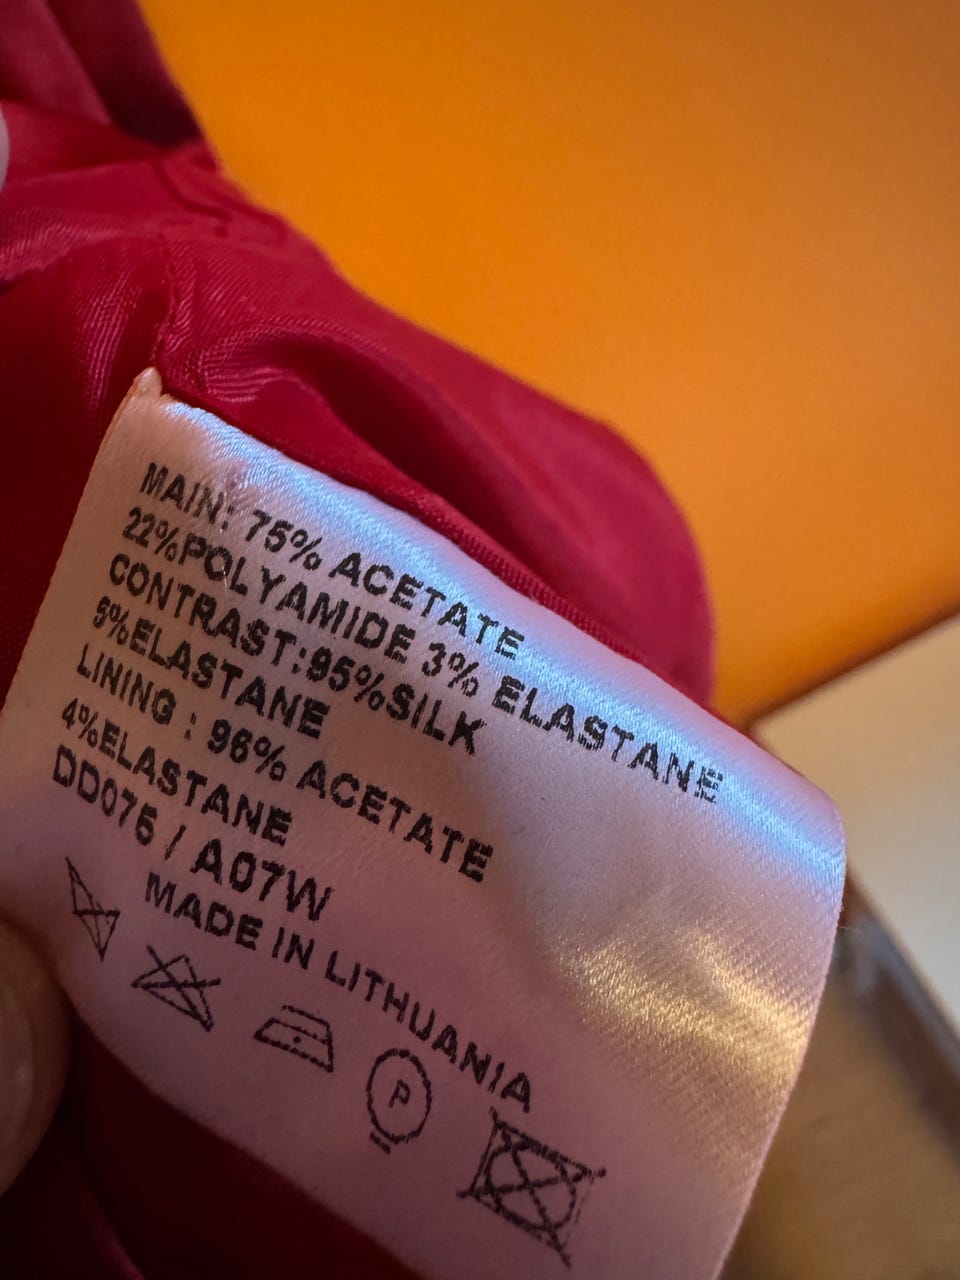 MAIN: 75% ACETATE
22%POLYAMIDE 3% ELASTANE
CONTRAST:95%SILK
5%ELASTANE
LINING : 96% ACETATE
4%ELASTANE
DD075 / A07W
MADE IN LITHUANIA
P